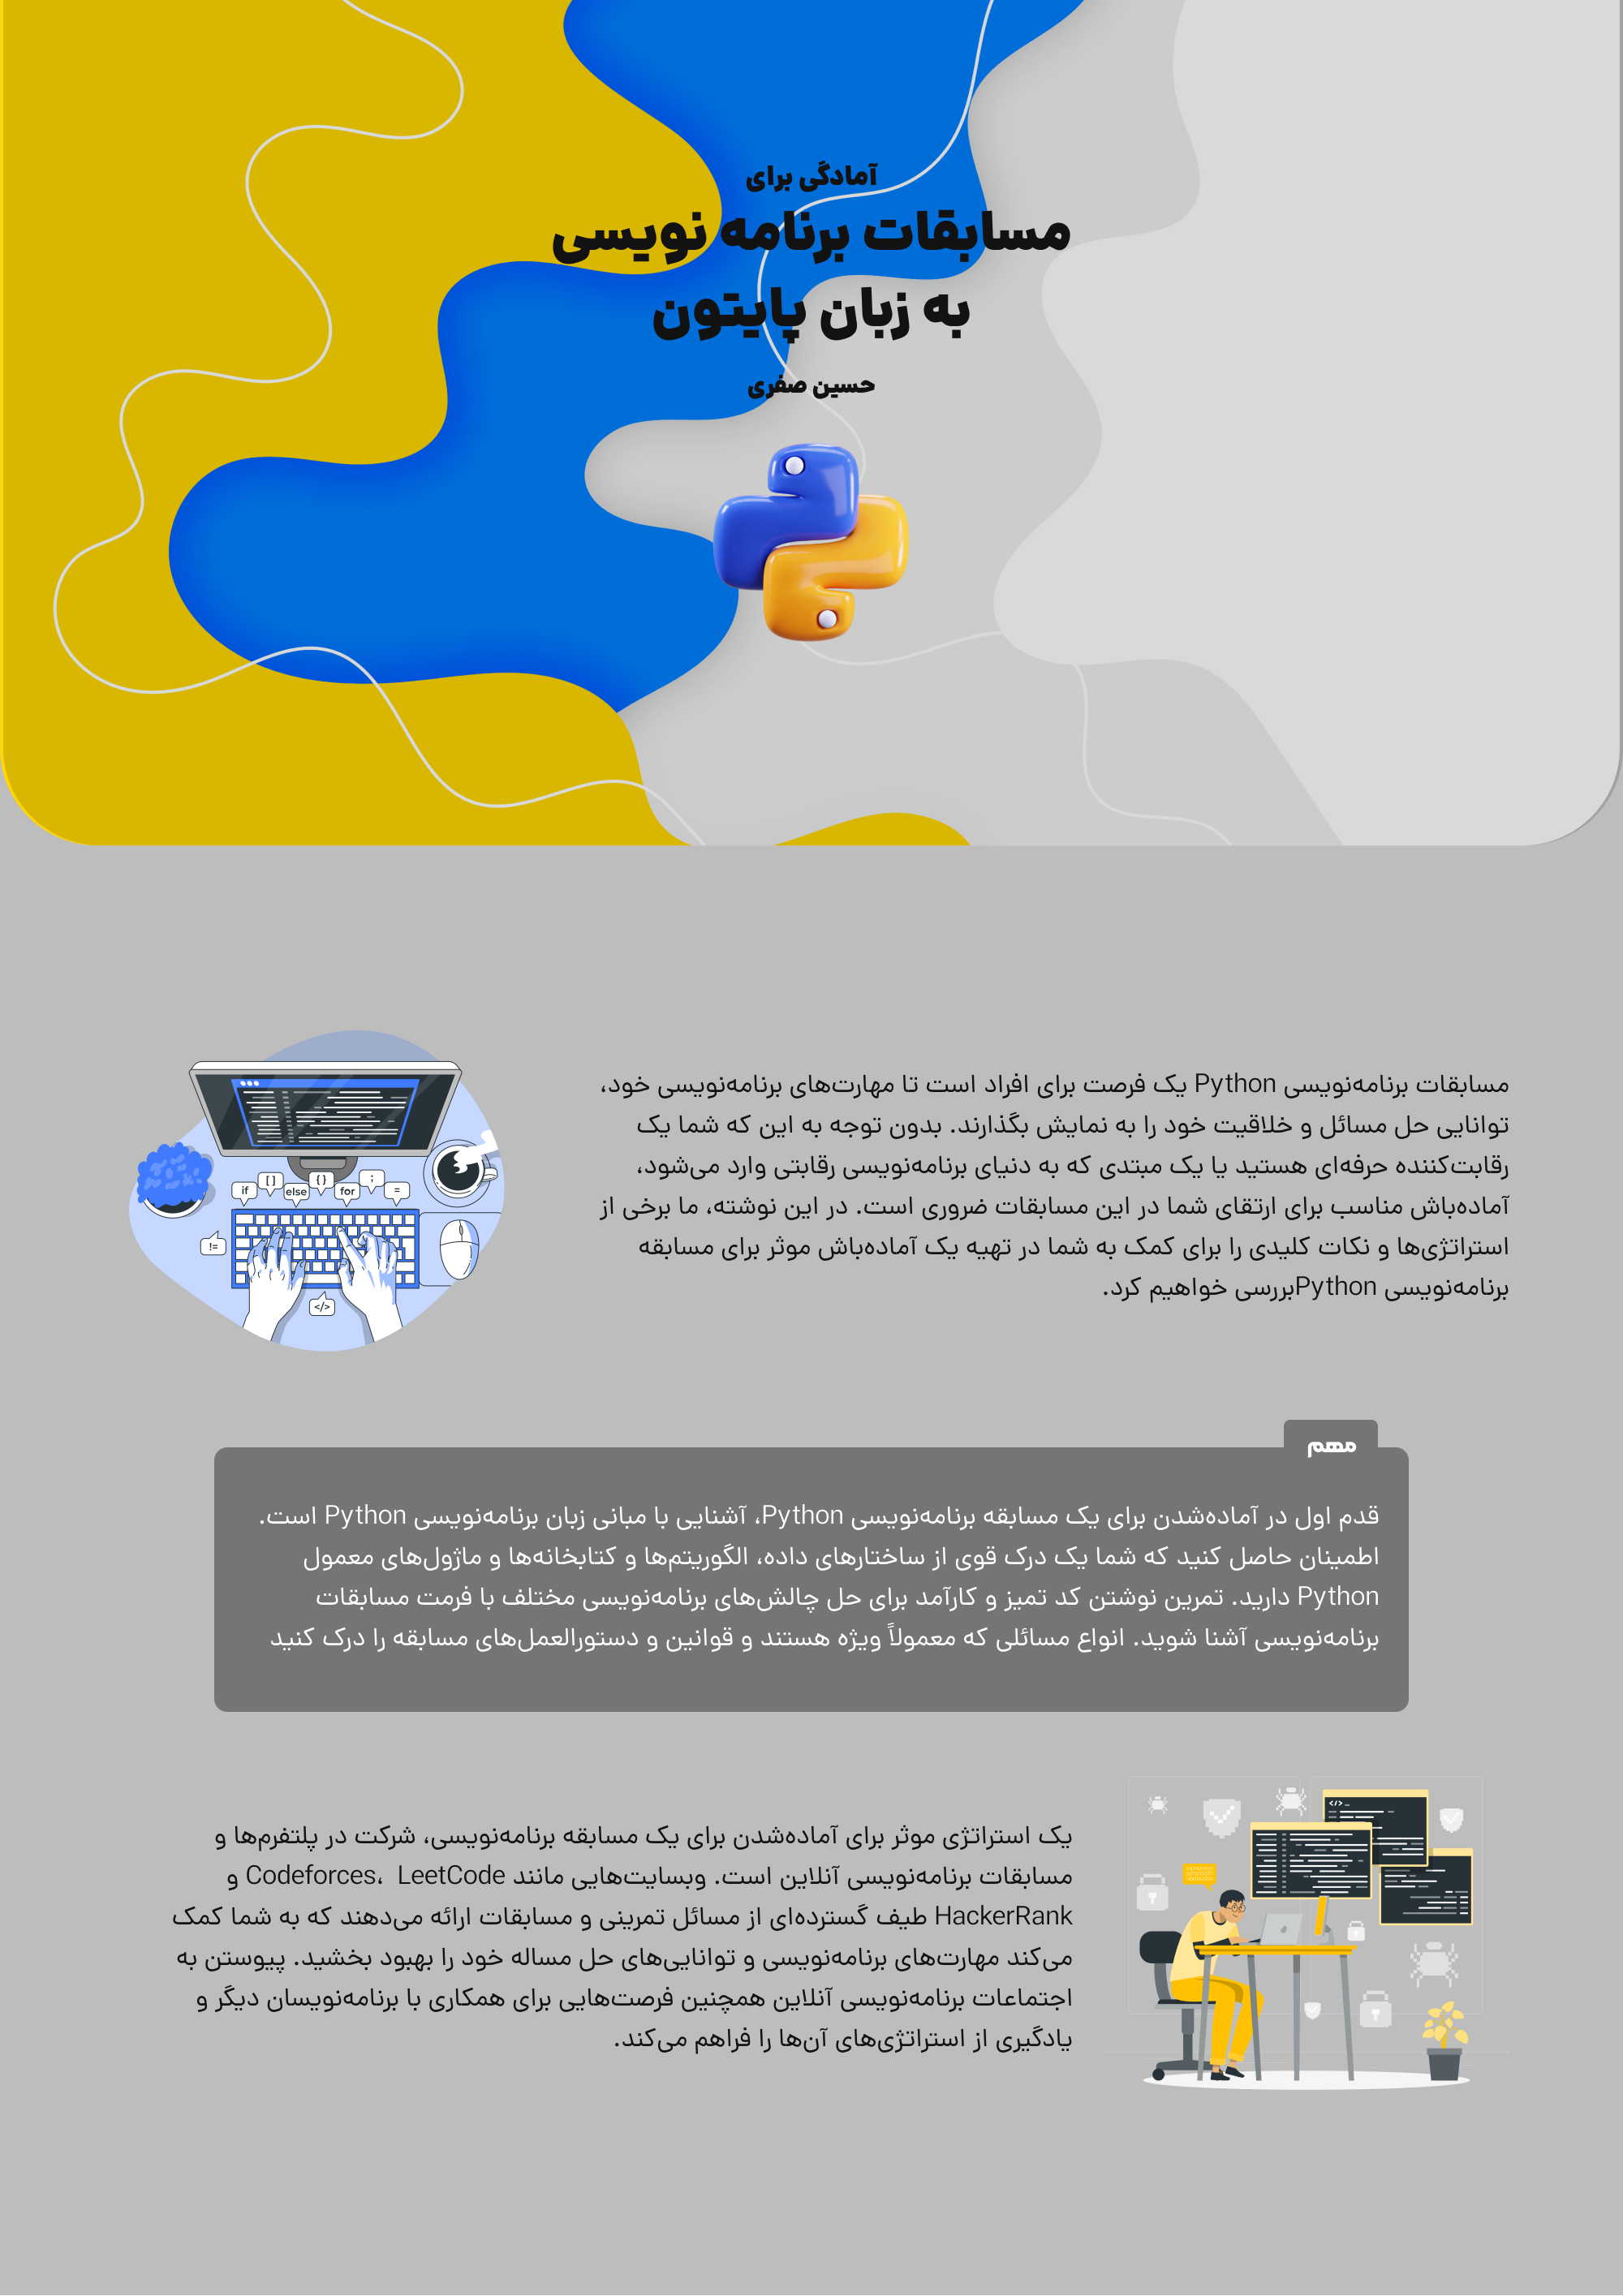 آمادگی برای
مسابقات برنامه نویسی
به زبان پایتون
حسین صفری
مسابقات برنامه‌نویسی Python یک فرصت برای افراد است تا مهارت‌های برنامه‌نویسی خود،
توانایی حل مسائل و خلاقیت خود را به نمایش بگذارند. بدون توجه به این که شما یک
رقابت‌کننده حرفه‌ای هستید یا یک مبتدی که به دنیای برنامه‌نویسی رقابتی وارد می‌شود،
آماده‌باش مناسب برای ارتقای شما در این مسابقات ضروری است. در این نوشته، ما برخی از
استراتژی‌ها و نکات کلیدی را برای کمک به شما در تهیه یک آماده‌باش موثر برای مسابقه
برنامه‌نویسی Pythonبررسی خواهیم کرد.
if
[ ]
else
{ }
for
;
=
!=
</>
مهم
قدم اول در آماده‌شدن برای یک مسابقه برنامه‌نویسی Python، آشنایی با مبانی زبان برنامه‌نویسی Python است.
اطمینان حاصل کنید که شما یک درک قوی از ساختارهای داده، الگوریتم‌ها و کتابخانه‌ها و ماژول‌های معمول
Python دارید. تمرین نوشتن کد تمیز و کارآمد برای حل چالش‌های برنامه‌نویسی مختلف با فرمت مسابقات
برنامه‌نویسی آشنا شوید. انواع مسائلی که معمولاً ویژه هستند و قوانین و دستورالعمل‌های مسابقه را درک کنید
</>
یک استراتژی موثر برای آماده‌شدن برای یک مسابقه برنامه‌نویسی، شرکت در پلتفرم‌ها و
مسابقات برنامه‌نویسی آنلاین است. وبسایت‌هایی مانند Codeforces، LeetCode و
HackerRank طیف گسترده‌ای از مسائل تمرینی و مسابقات ارائه می‌دهند که به شما کمک
می‌کند مهارت‌های برنامه‌نویسی و توانایی‌های حل مساله خود را بهبود بخشید. پیوستن به
اجتماعات برنامه‌نویسی آنلاین همچنین فرصت‌هایی برای همکاری با برنامه‌نویسان دیگر و
یادگیری از استراتژی‌های آن‌ها را فراهم می‌کند.